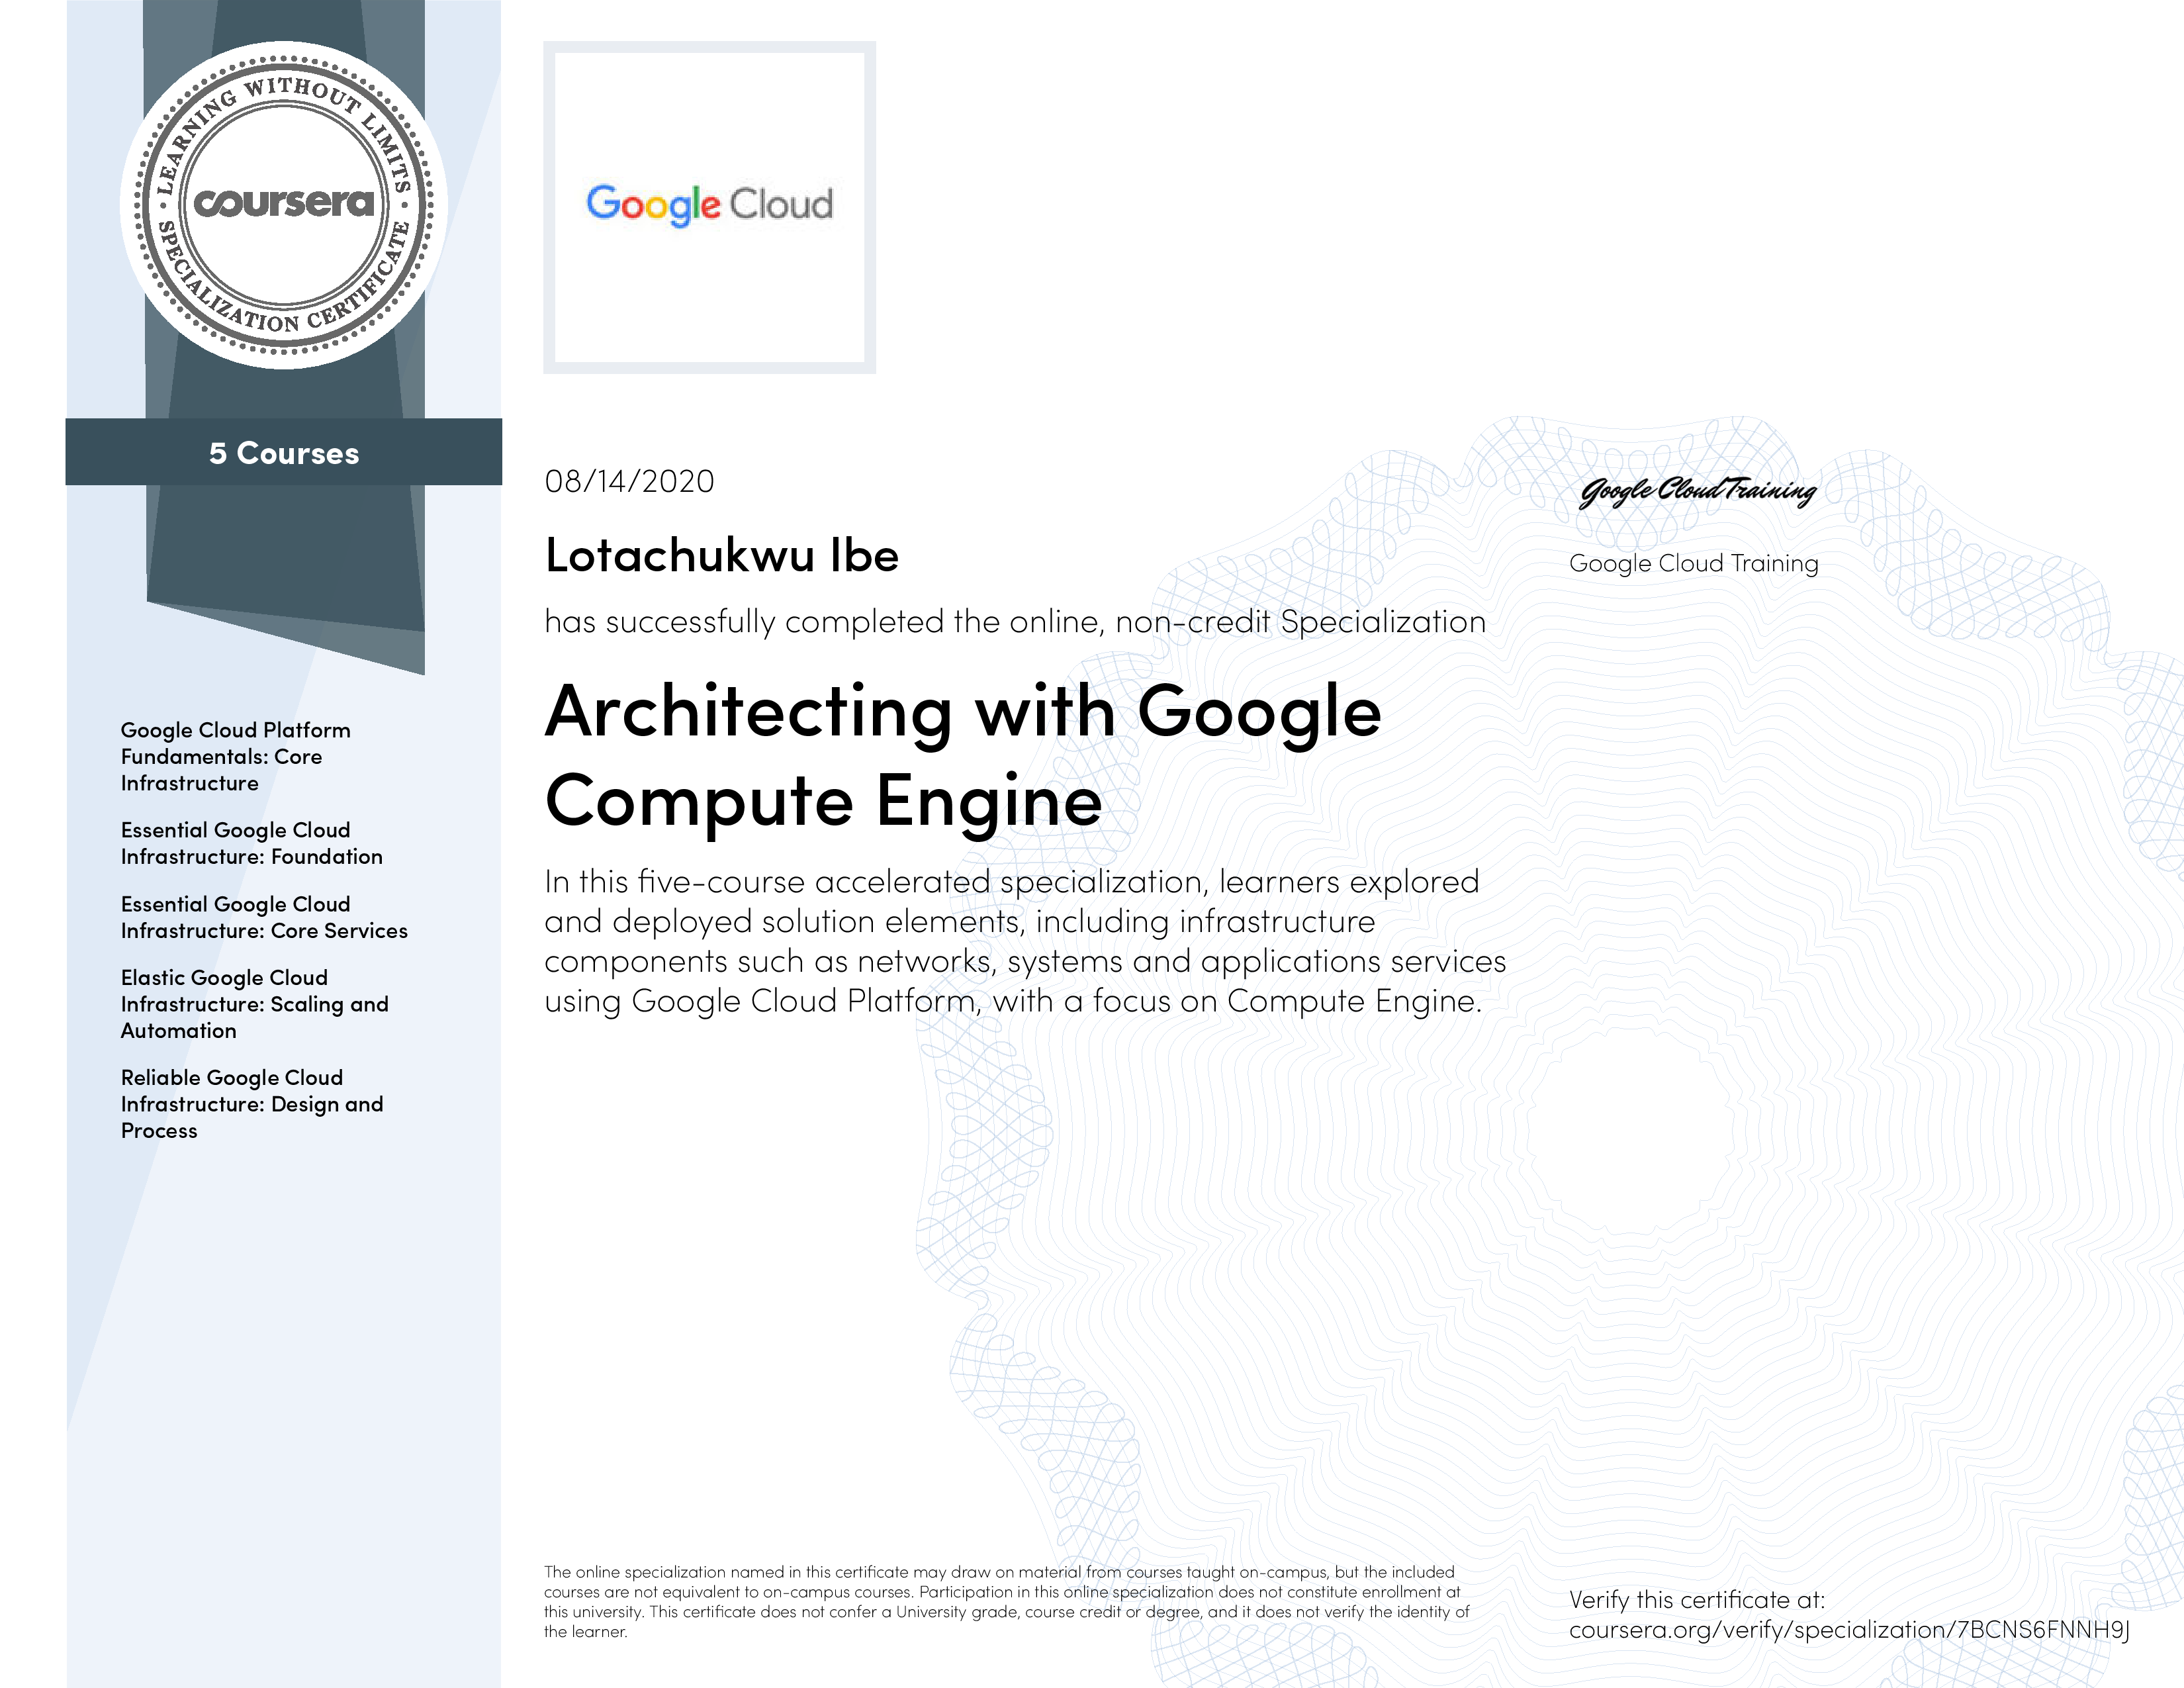 LEARNING WITHOUT LIMITS
coursera
SPECIALIZATION CERTIFICATE
5 Courses
Google Cloud Platform
Fundamentals: Core
Infrastructure
Essential Google Cloud
Infrastructure: Foundation
Essential Google Cloud
Infrastructure: Core Services
Elastic Google Cloud
Infrastructure: Scaling and
Automation
Reliable Google Cloud
Infrastructure: Design and
Process
Google Cloud
08/14/2020
Lotachukwu Ibe
has successfully completed the online, non-credit Specialization
Architecting with Google
Compute Engine
In this five-course accelerated specialization, learners explored
and deployed solution elements, including infrastructure
components such as networks, systems and applications services
using Google Cloud Platform, with a focus on Compute Engine.
Google Cloud Training
Google Cloud Training
The online specialization named in this certificate may draw on material from courses taught on-campus, but the included
courses are not equivalent to on-campus courses. Participation in this online specialization does not constitute enrollment at
this university. This certificate does not confer a University grade, course credit or degree, and it does not verify the identity of
the learner.
Verify this certificate at:
coursera.org/verify/specialization/7BCNS6FNNH9J